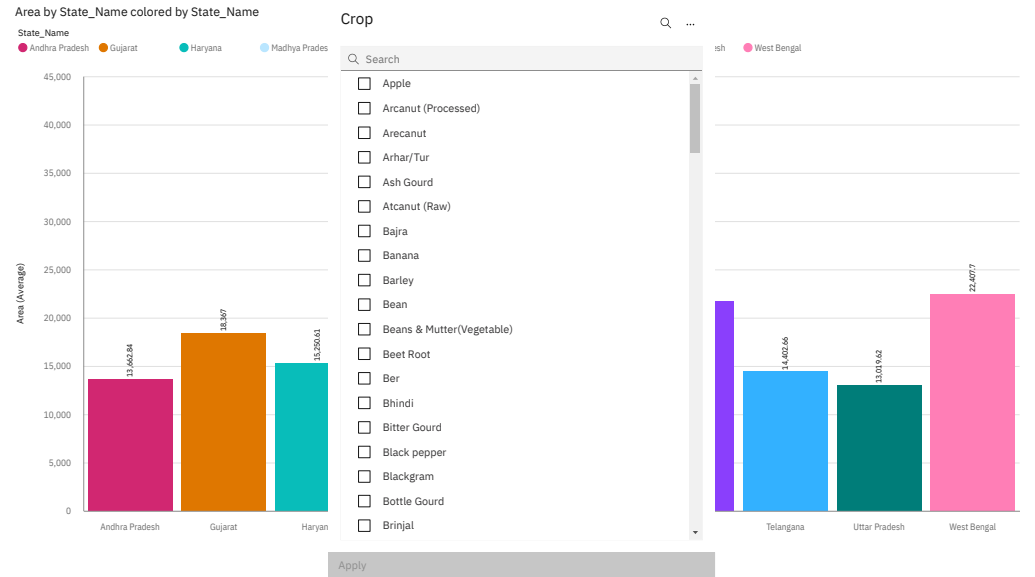 Area by State_Name colored by State_Name
State_Name
Andhra Pradesh Gujarat Haryana Madhya Prades
esh West Bengal
Crop
...
Search
Apple
Arcanut (Processed)
Arecanut
Arhar/Tur
Ash Gourd
Atcanut (Raw)
Bajra
Banana
Barley
Bean
Beans & Mutter(Vegetable)
Beet Root
Ber
Bhindi
Bitter Gourd
Black pepper
Blackgram
Bottle Gourd
Brinjal
Apply
Area (Average)
45,000
40,000
35,000
30,000
25,000
20,000
15,000
10,000
5,000
0
13,662.84
18,367
15,250.61
14,402.66
13,019.62
22,407.7
Andhra Pradesh
Gujarat
Haryan
Telangana
Uttar Pradesh
West Bengal